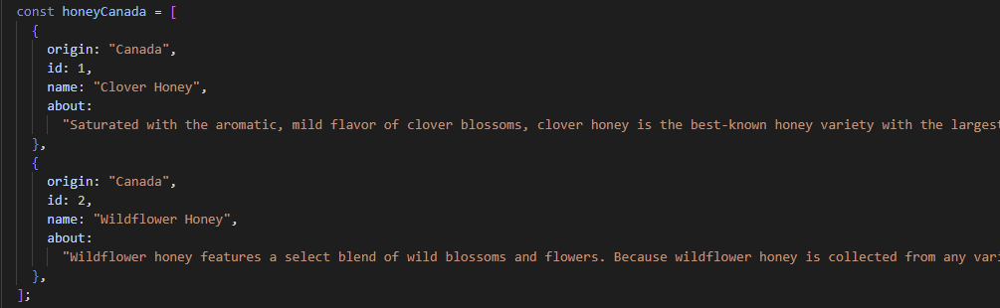 const honeyCanada = [
{
origin: "Canada",
id: 1,
name: "Clover Honey",
about:
"Saturated with the aromatic, mild flavor of clover blossoms, clover honey is the best-known honey variety with the largest
},
{
origin: "Canada",
id: 2,
name: "Wildflower Honey",
about:
"Wildflower honey features a select blend of wild blossoms and flowers. Because wildflower honey is collected from any vari
},
];